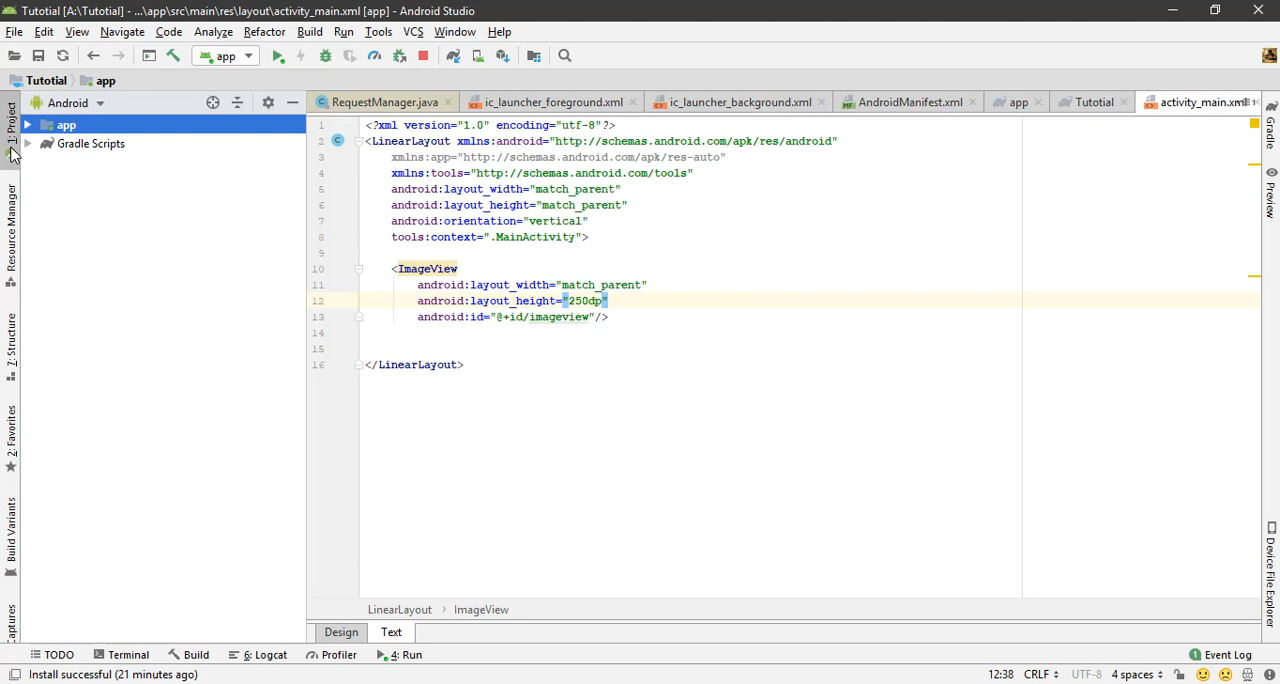 Tutotial [A:\Tutotial] - ...\app\src\main\res\layout\activity_main.xml [app] - Android Studio
File Edit View Navigate Code Analyze Refactor Build Run Tools VCS Window Help
app
Tutotial app
Android
RequestManager.java ic_launcher_foreground.xml ic_launcher_background.xml AndroidManifest.xml app Tutotial activity_main.xml
app
Gradle Scripts
1: Project
Resource Manager
Z: Structure
2: Favorites
Build Variants
1 <?xml version="1.0" encoding="utf-8"?>
2 <LinearLayout xmlns:android="http://schemas.android.com/apk/res/android"
3 xmlns:app="http://schemas.android.com/apk/res-auto"
4 xmlns:tools="http://schemas.android.com/tools"
5 android:layout_width="match_parent"
6 android:layout_height="match_parent"
7 android:orientation="vertical"
8 tools:context=".MainActivity">
9
10 <ImageView
11 android:layout_width="match_parent"
12 android:layout_height="250dp"
13 android:id="@+id/imageview"/>
14
15
16 </LinearLayout>
Gradle
Preview
Device File Explorer
LinearLayout › ImageView
Design Text
TODO Terminal Build 6: Logcat Profiler 4: Run 1 Event Log
Install successful (21 minutes ago) 12:38 CRLF UTF-8 4 spaces